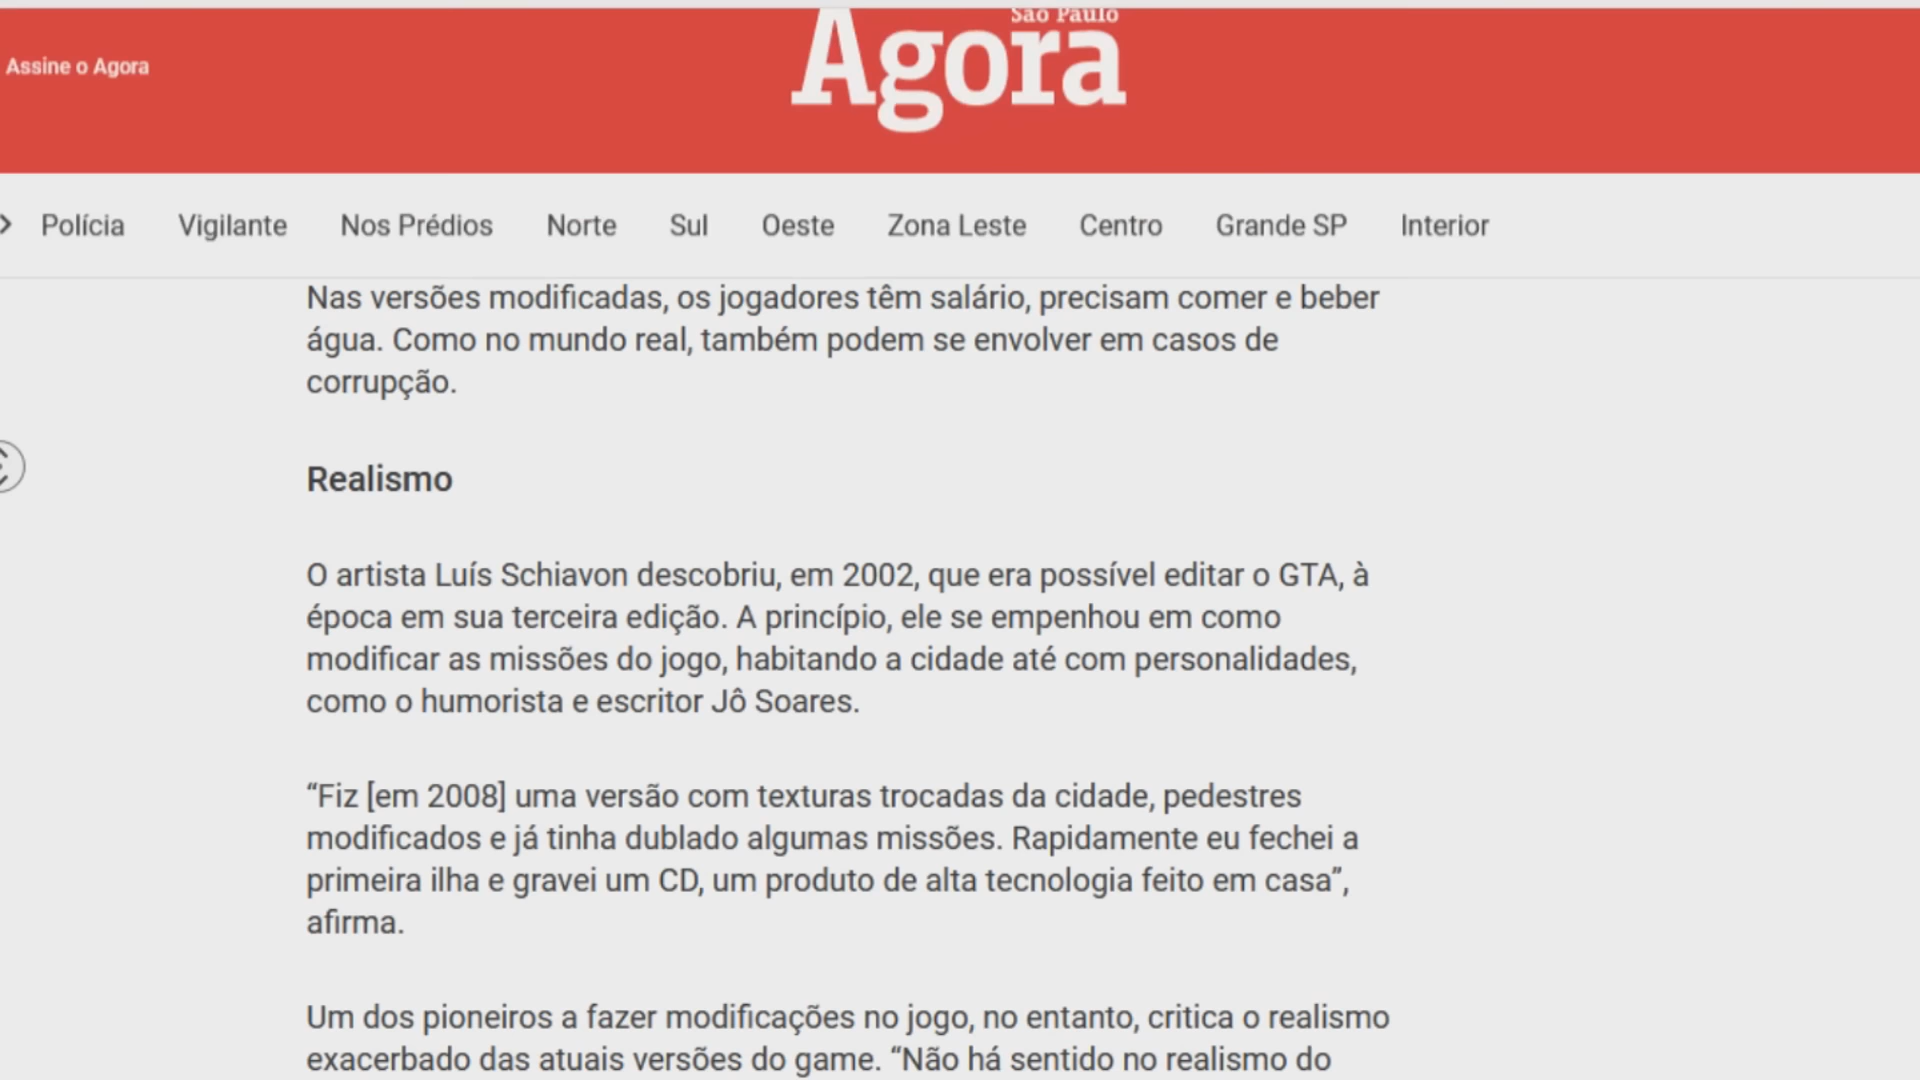 São Paulo
Agora
Assine o Agora
Polícia Vigilante Nos Prédios Norte Sul Oeste Zona Leste Centro Grande SP Interior
Nas versões modificadas, os jogadores têm salário, precisam comer e beber
água. Como no mundo real, também podem se envolver em casos de
corrupção.
Realismo
O artista Luís Schiavon descobriu, em 2002, que era possível editar o GTA, à
época em sua terceira edição. A princípio, ele se empenhou em como
modificar as missões do jogo, habitando a cidade até com personalidades,
como o humorista e escritor Jô Soares.
“Fiz [em 2008] uma versão com texturas trocadas da cidade, pedestres
modificados e já tinha dublado algumas missões. Rapidamente eu fechei a
primeira ilha e gravei um CD, um produto de alta tecnologia feito em casa”,
afirma.
Um dos pioneiros a fazer modificações no jogo, no entanto, critica o realismo
exacerbado das atuais versões do game. “Não há sentido no realismo do